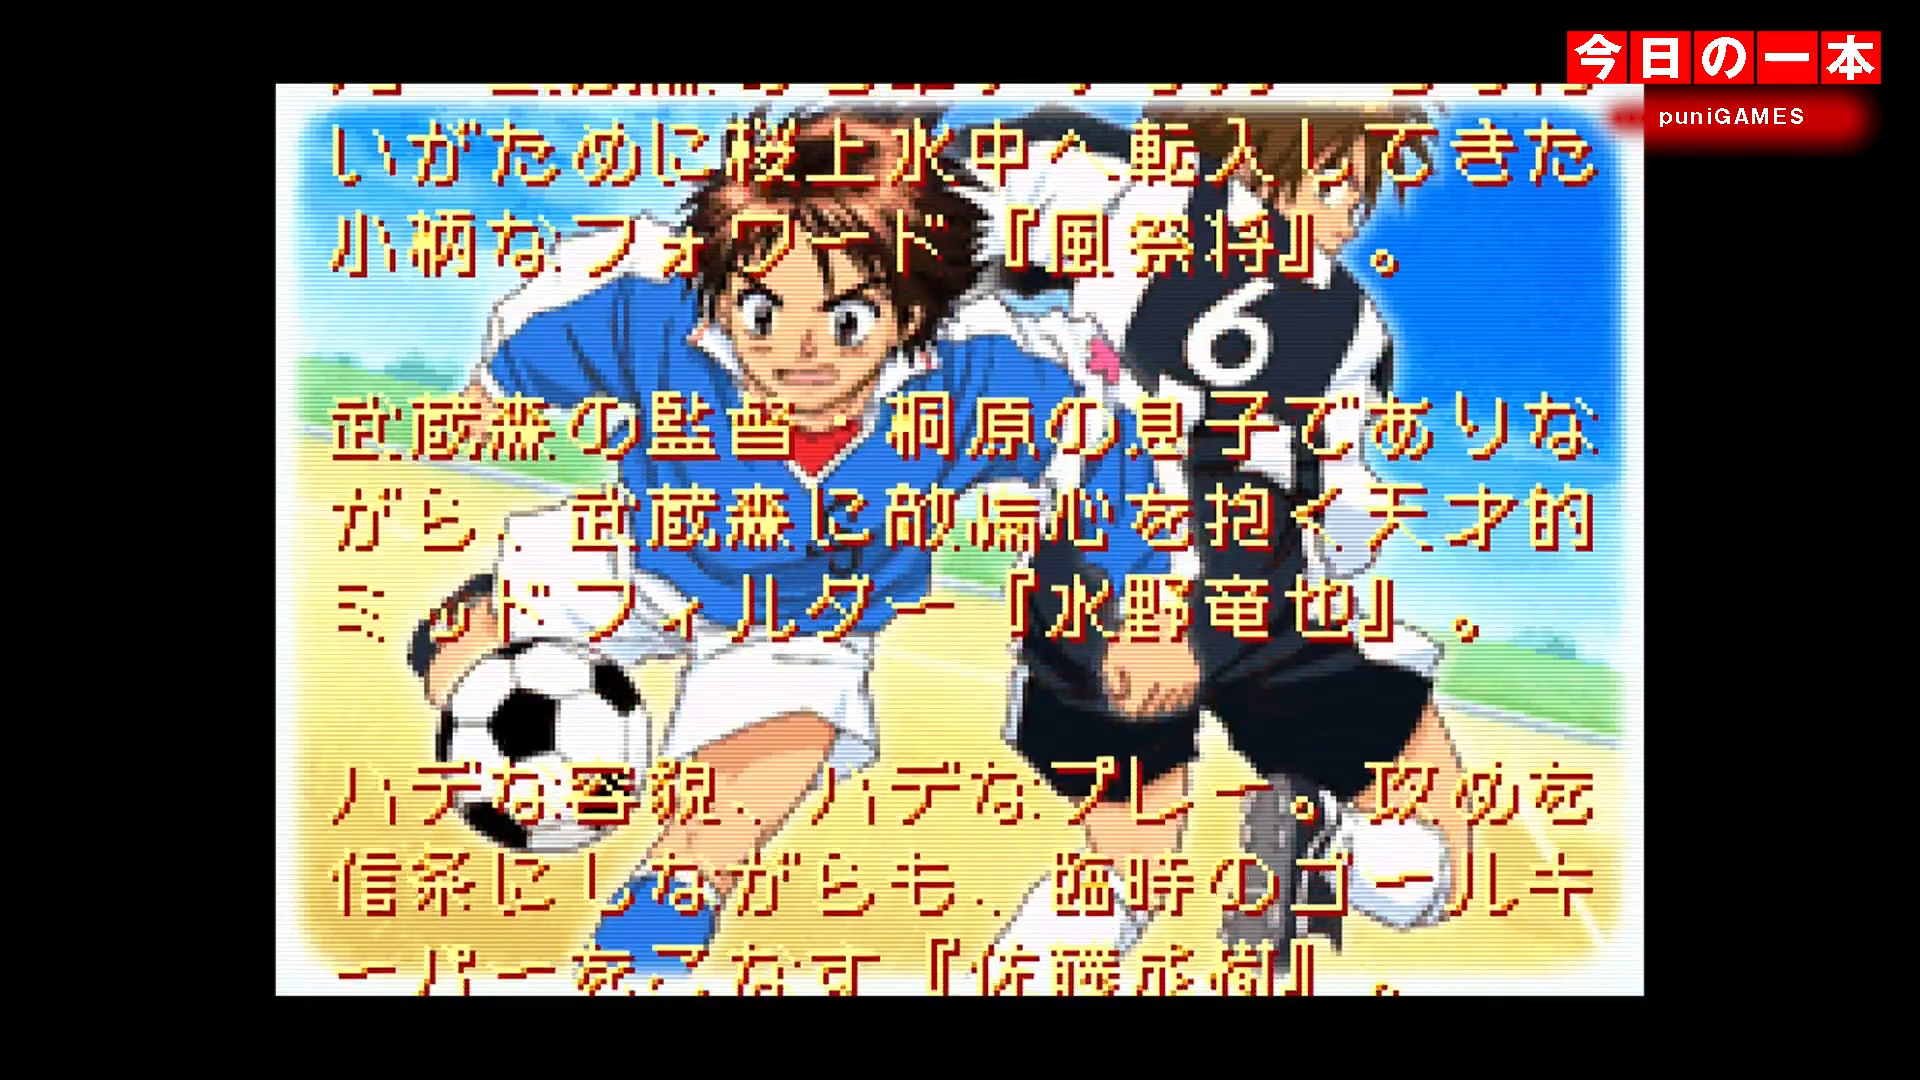 今日の一本
puniGAMES
いがために桜上水中へ転入してきた
小柄なフォワード『風祭将』。
武蔵森の監督・桐原の息子でありな
がら、武蔵森に敵愾心を抱く天才的
ミッドフィルダー『水野竜也』。
ハデな容貌、ハデなプレー。攻めを
信条にしながらも、臨時のゴールキ
ーパーをこなす『佐藤成樹』。